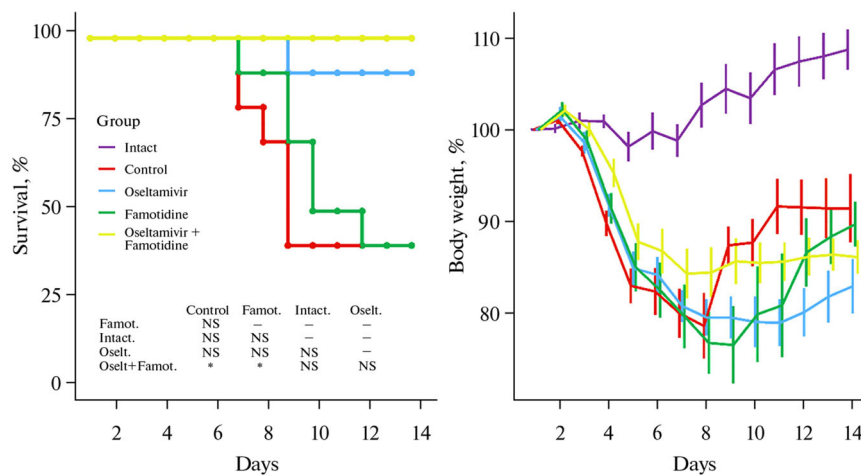 100
75
50
25
0
Survival, %
Group
Intact
Control
Oseltamivir
Famotidine
Oseltamivir +
Famotidine
Control Famot. Intact. Oselt.
Famot. NS – – –
Intact. NS NS – –
Oselt. NS NS NS –
Oselt+Famot. * * NS NS
2 4 6 8 10 12 14
Days
110
100
90
80
Body weight, %
2 4 6 8 10 12 14
Days